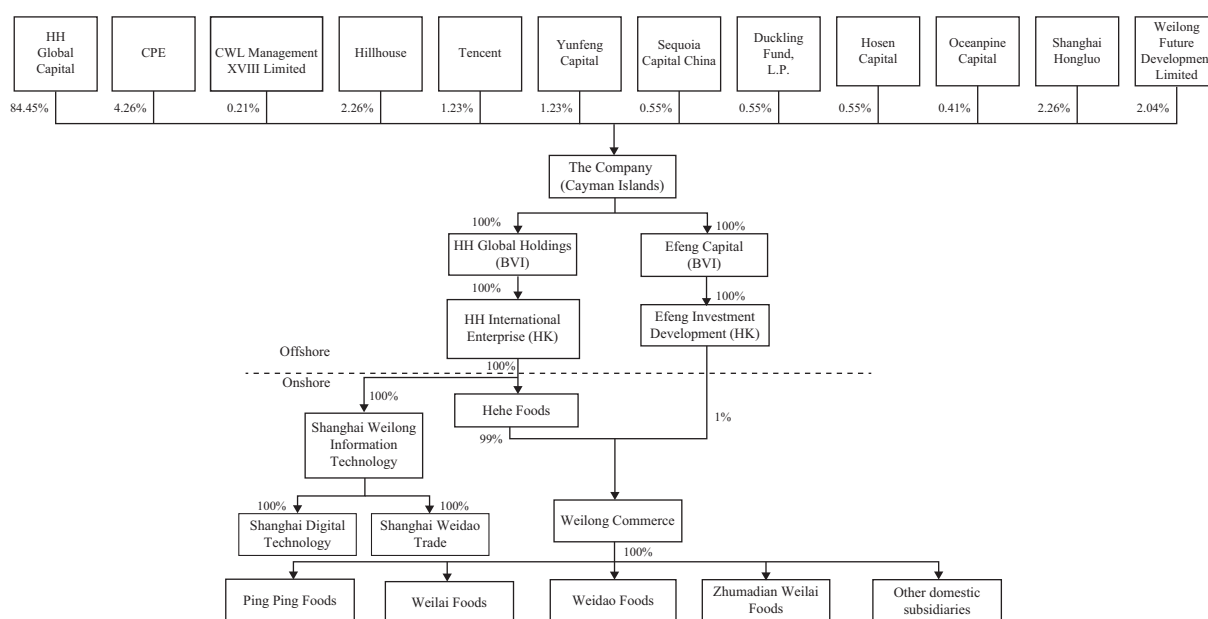 HH
Global
Capital
CPE
CWL Management
XVIII Limited
Hillhouse
Tencent
Yunfeng
Capital
Sequoia
Capital China
Duckling
Fund,
L.P.
Hosen
Capital
Oceanpine
Capital
Shanghai
Hongluo
Weilong
Future
Development
Limited
84.45%
4.26%
0.21%
2.26%
1.23%
1.23%
0.55%
0.55%
0.55%
0.41%
2.26%
2.04%
The Company
(Cayman Islands)
100%
100%
HH Global Holdings
(BVI)
Efeng Capital
(BVI)
100%
100%
HH International
Enterprise (HK)
Efeng Investment
Development (HK)
Offshore
100%
Onshore
100%
Hehe Foods
1%
Shanghai Weilong
Information
Technology
99%
100%
100%
Shanghai Digital
Technology
Shanghai Weidao
Trade
Weilong Commerce
100%
Ping Ping Foods
Weilai Foods
Weidao Foods
Zhumadian Weilai
Foods
Other domestic
subsidiaries